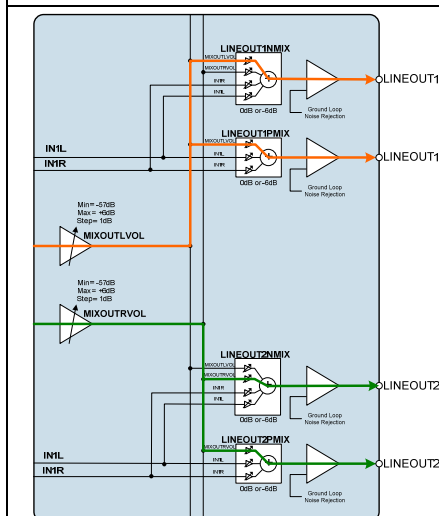 LINEOUT1NMIX
MIXOUTLVOL
MIXOUTRVOL
IN1R
IN1L
0dB or -6dB
Ground Loop
Noise Rejection
LINEOUT1
LINEOUT1PMIX
MIXOUTLVOL
IN1L
IN1R
0dB or -6dB
Ground Loop
Noise Rejection
LINEOUT1
IN1L
IN1R
Min = -57dB
Max = +6dB
Step = 1dB
MIXOUTLVOL
Min = -57dB
Max = +6dB
Step = 1dB
MIXOUTRVOL
LINEOUT2NMIX
MIXOUTLVOL
MIXOUTRVOL
IN1R
IN1L
0dB or -6dB
Ground Loop
Noise Rejection
LINEOUT2
LINEOUT2PMIX
MIXOUTRVOL
IN1L
IN1R
0dB or -6dB
Ground Loop
Noise Rejection
LINEOUT2
IN1L
IN1R